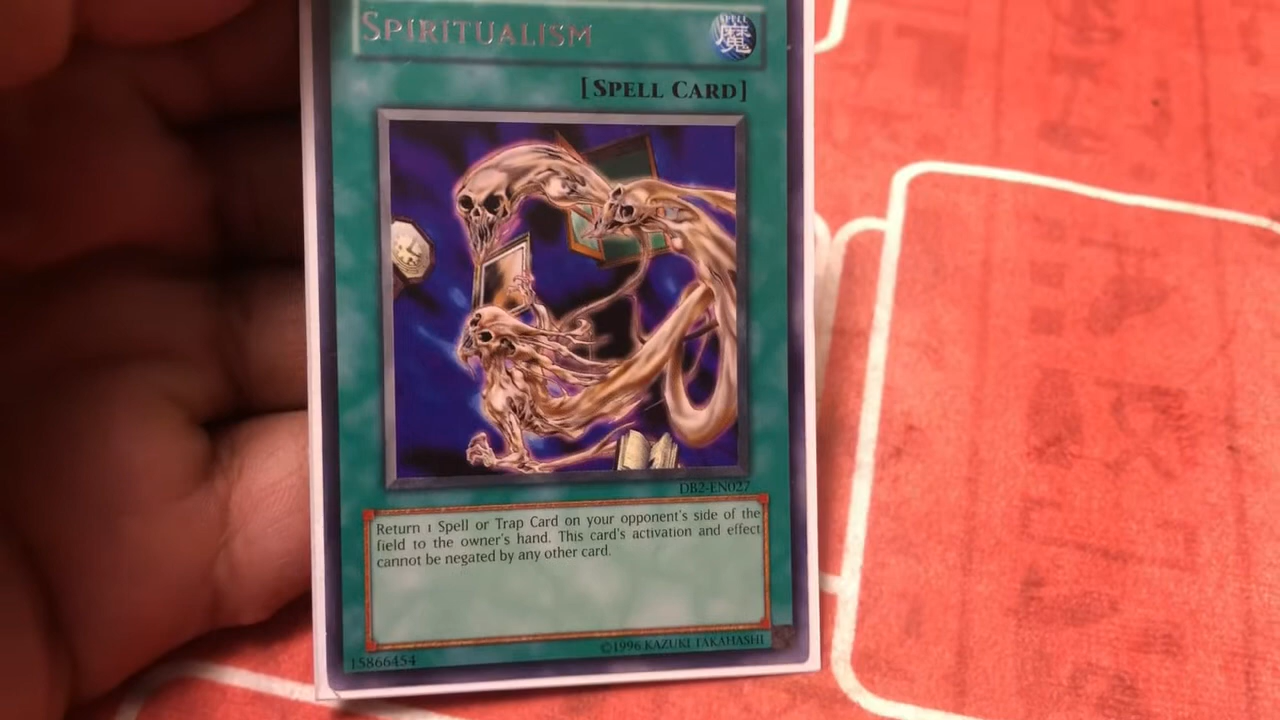 SPIRITUALISM
SPELL
魔
[SPELL CARD]
DB2-EN027
Return 1 Spell or Trap Card on your opponent's side of the
field to the owner's hand. This card's activation and effect
cannot be negated by any other card.
©1996 KAZUKI TAKAHASHI
15866454